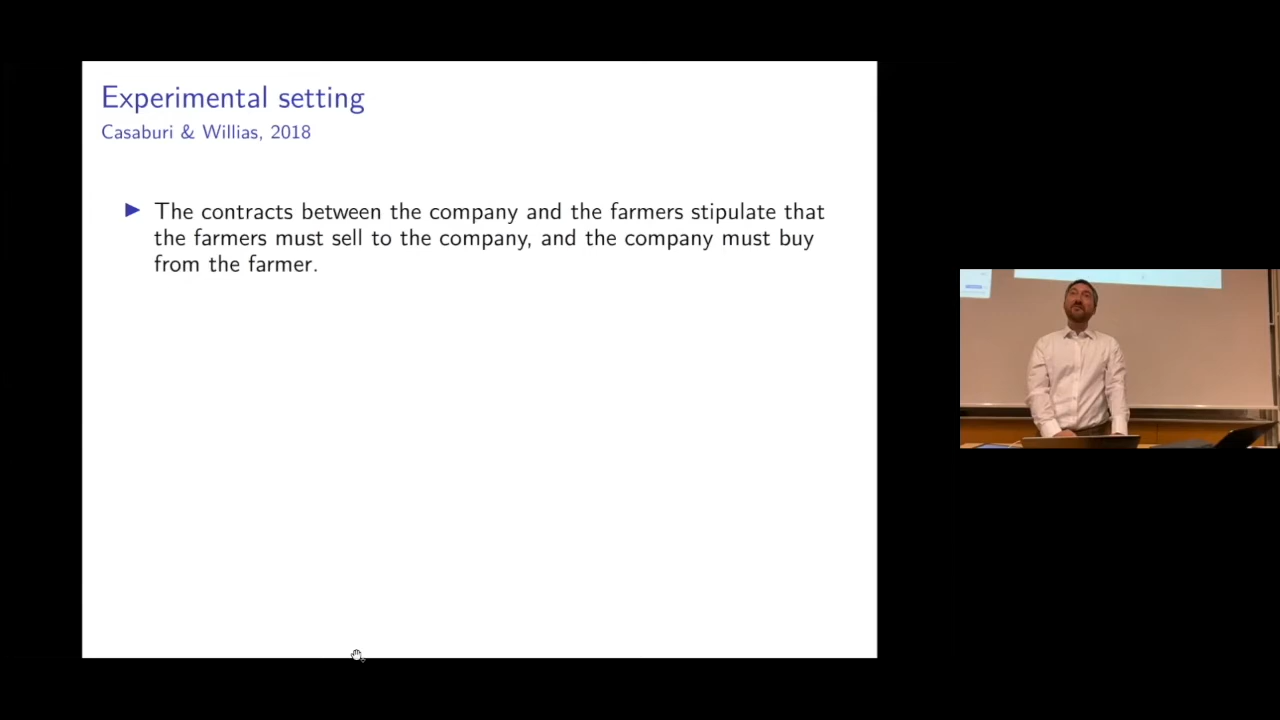 Experimental setting
Casaburi & Willias, 2018
The contracts between the company and the farmers stipulate that
the farmers must sell to the company, and the company must buy
from the farmer.